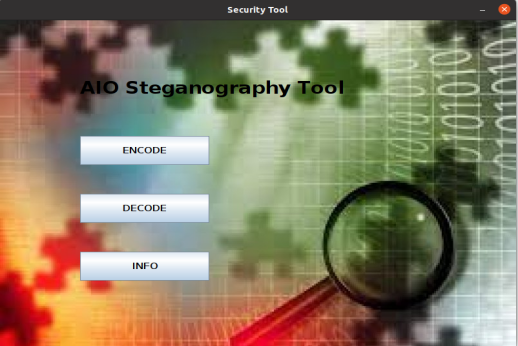 Security Tool
AIO Steganography Tool
ENCODE
DECODE
INFO